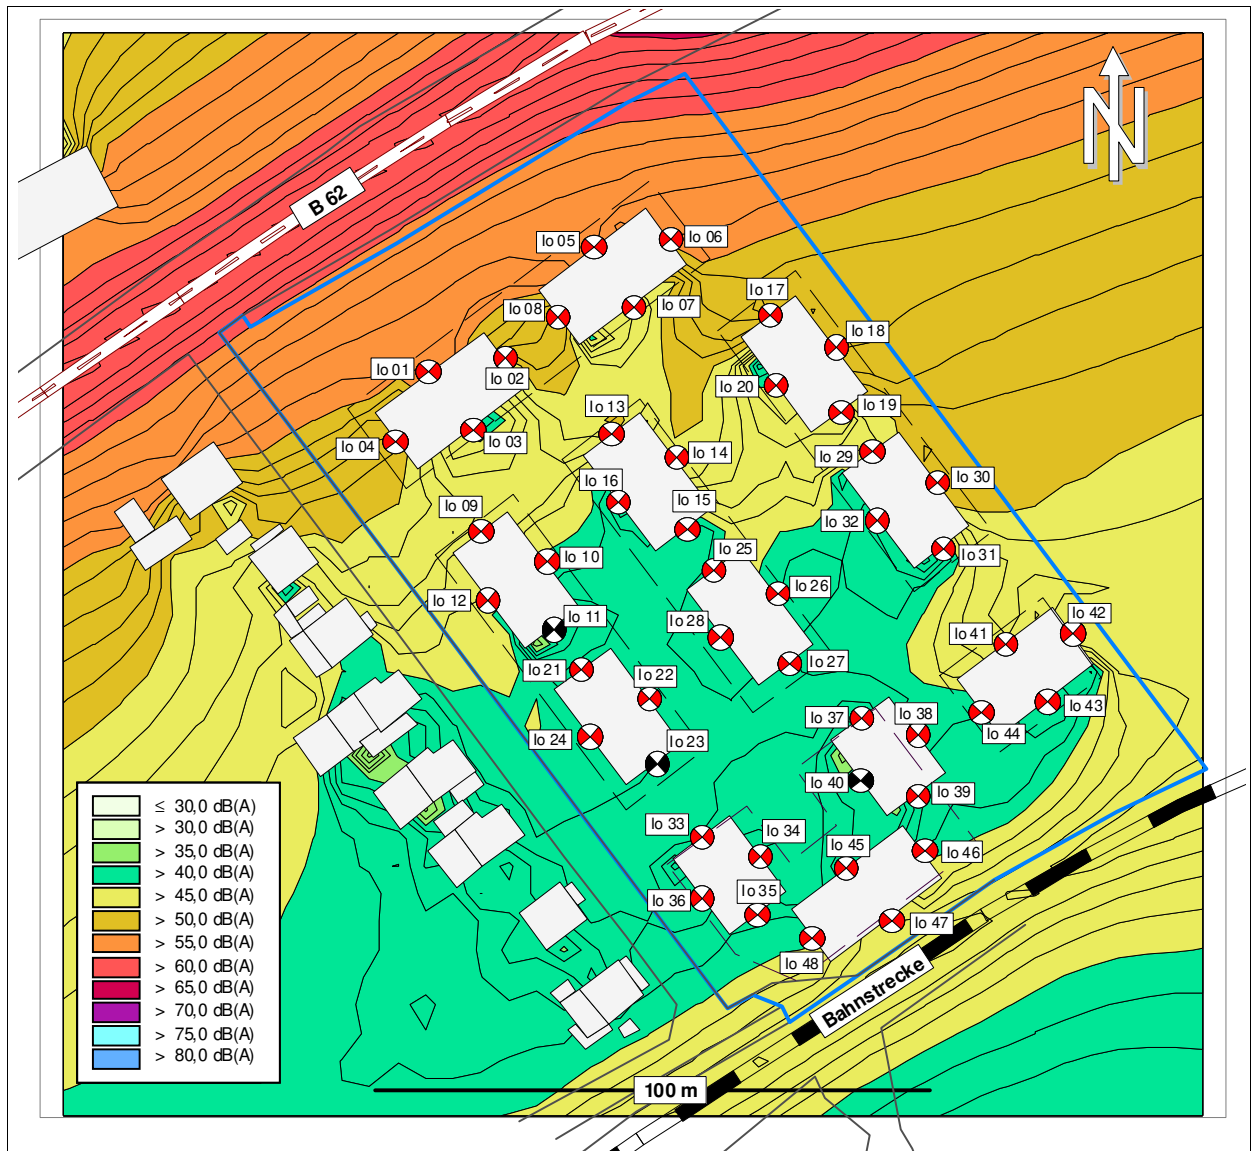 N
B 62
Io 05
Io 06
Io 17
Io 08
Io 07
Io 18
Io 01
Io 02
Io 20
Io 13
Io 19
Io 04
Io 03
Io 14
Io 29
Io 16
Io 30
Io 09
Io 15
Io 32
Io 25
Io 31
Io 10
Io 26
Io 12
Io 11
Io 28
Io 42
Io 41
Io 21
Io 27
Io 22
Io 43
Io 37
Io 38
Io 24
Io 23
Io 44
Io 40
Io 39
Io 33
Io 34
Io 45
Io 46
Io 36
Io 35
Io 47
Io 48
Bahnstrecke
≤ 30,0 dB(A)
> 30,0 dB(A)
> 35,0 dB(A)
> 40,0 dB(A)
> 45,0 dB(A)
> 50,0 dB(A)
> 55,0 dB(A)
> 60,0 dB(A)
> 65,0 dB(A)
> 70,0 dB(A)
> 75,0 dB(A)
> 80,0 dB(A)
100 m